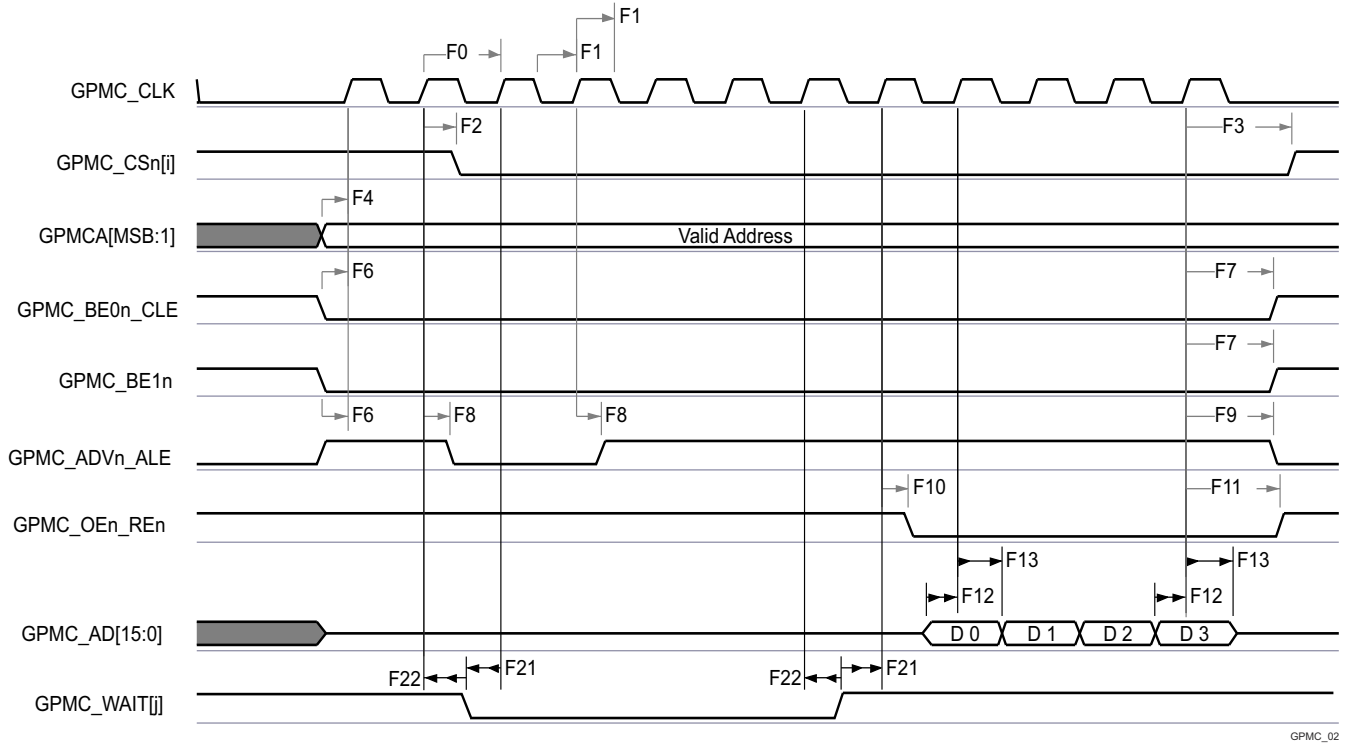 F1
F0 F1
GPMC_CLK
F2 F3
GPMC_CSn[i]
F4
GPMCA[MSB:1] Valid Address
F6 F7
GPMC_BE0n_CLE
F7
GPMC_BE1n
F6 F8 F8 F9
GPMC_ADVn_ALE
F10 F11
GPMC_OEn_REn
F13 F13
F12 F12
GPMC_AD[15:0] D 0 D 1 D 2 D 3
F22 F21 F22 F21
GPMC_WAIT[j]
GPMC_02